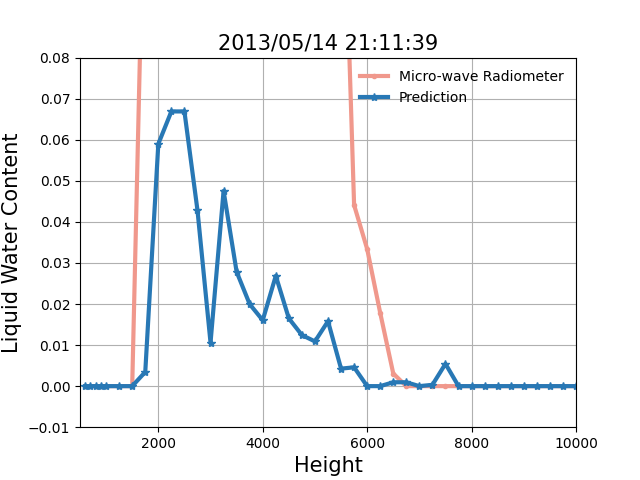 2013/05/14 21:11:39
Micro-wave Radiometer
Prediction
Liquid Water Content
0.08
0.07
0.06
0.05
0.04
0.03
0.02
0.01
0.00
−0.01
2000 4000 6000 8000 10000
Height